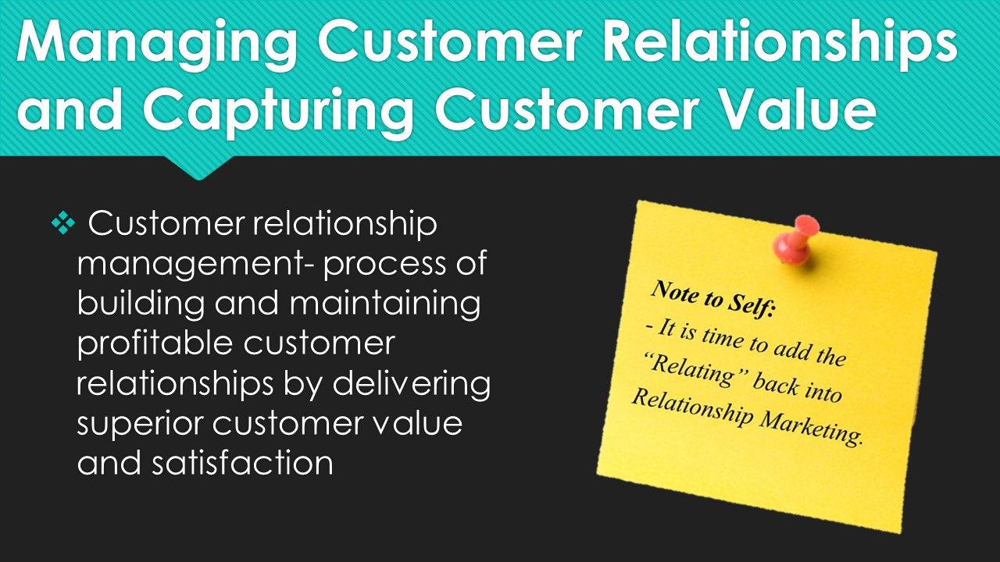 Managing Customer Relationships
and Capturing Customer Value
❖ Customer relationship
management- process of
building and maintaining
profitable customer
relationships by delivering
superior customer value
and satisfaction
Note to Self:
- It is time to add the
“Relating” back into
Relationship Marketing.